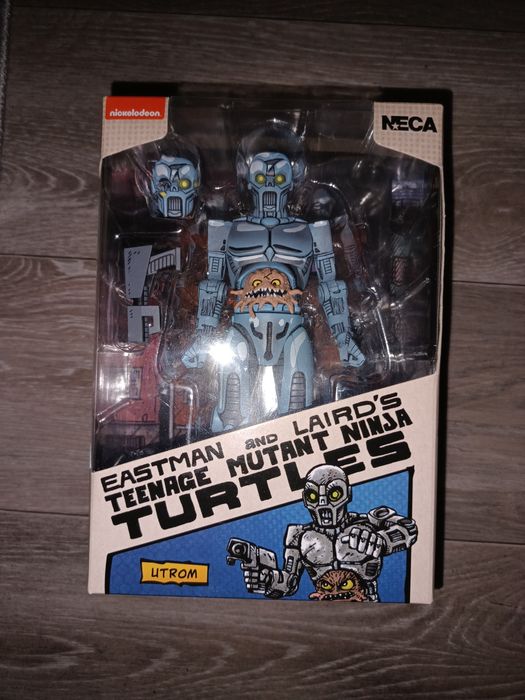 nickelodeon
NECA
EASTMAN AND LAIRD'S
TEENAGE MUTANT NINJA
TURTLES
UTROM